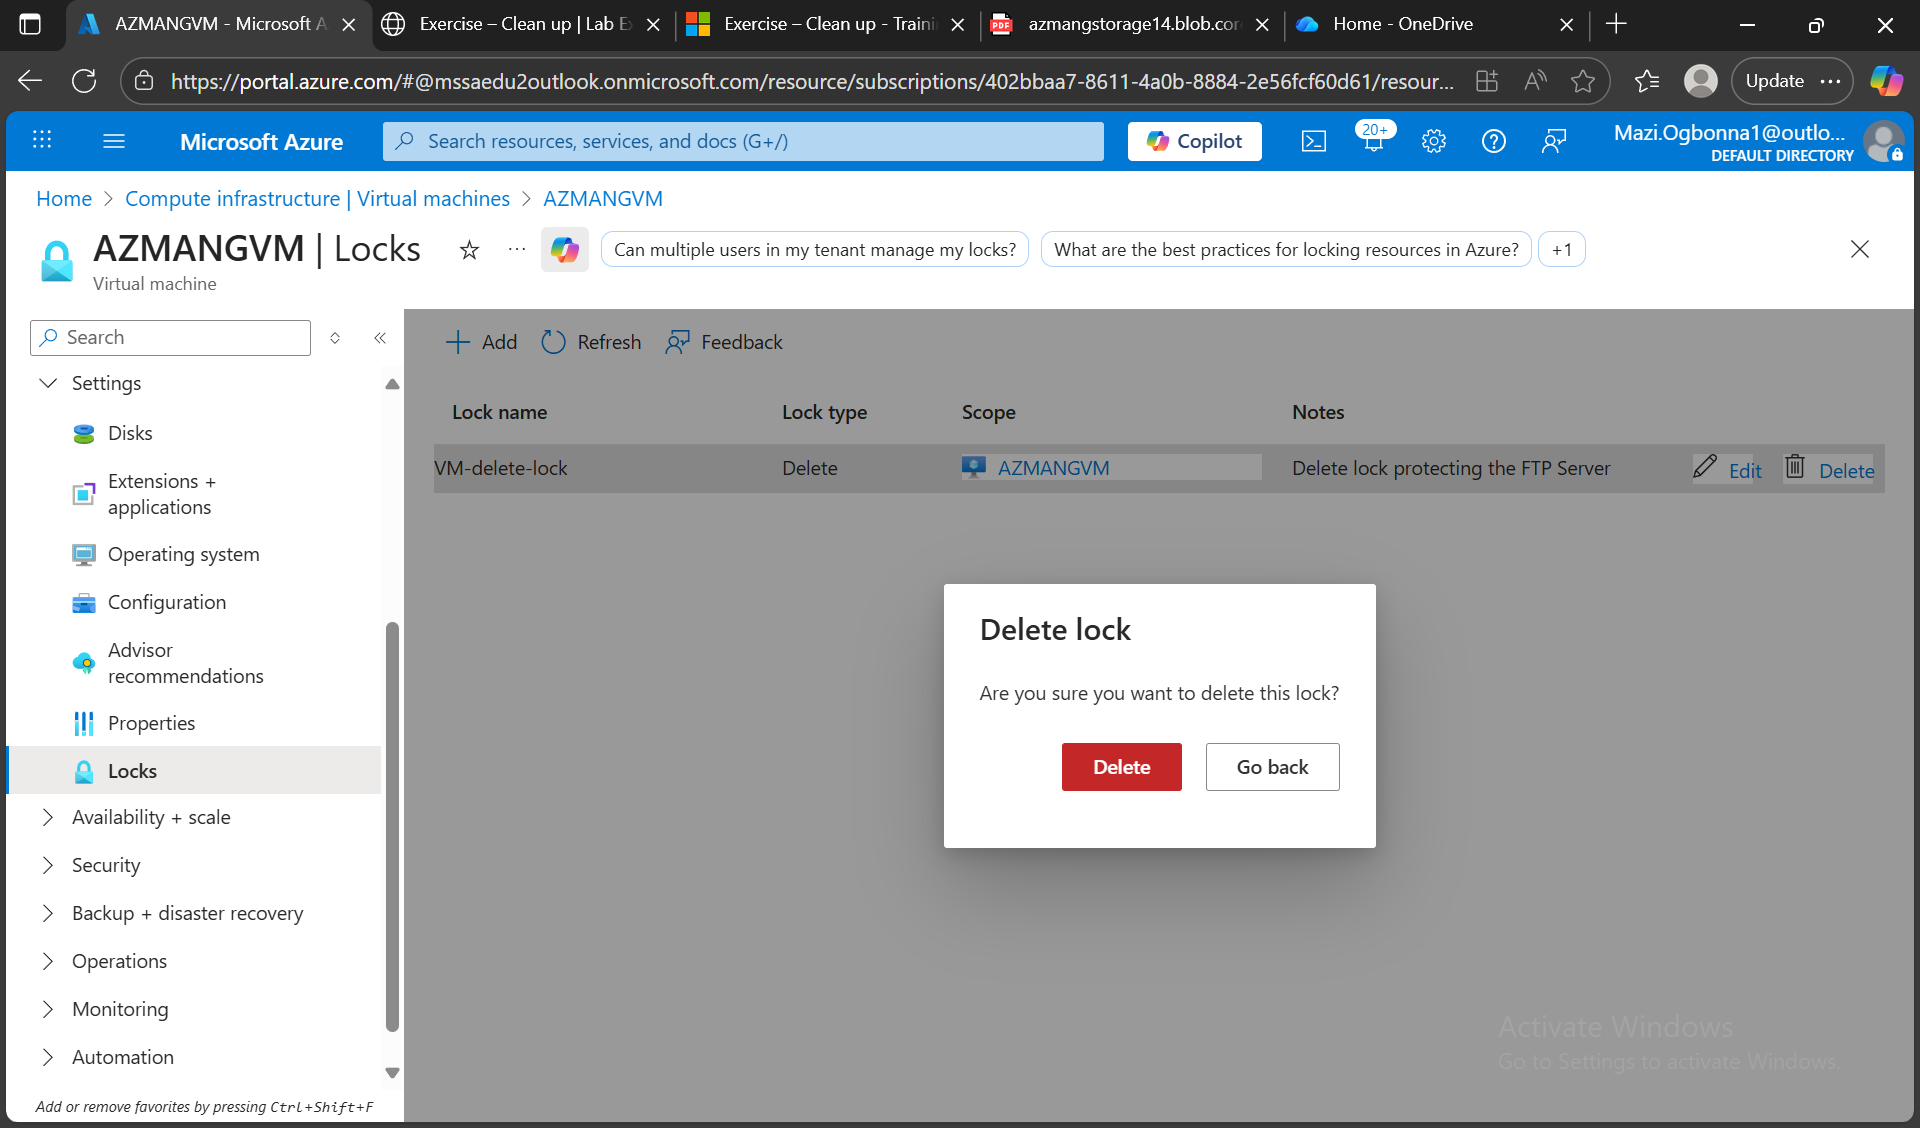 AZMANGVM - Microsoft A
Exercise – Clean up | Lab E
Exercise – Clean up - Traini
azmangstorage14.blob.cor
Home - OneDrive
https://portal.azure.com/#@mssaedu2outlook.onmicrosoft.com/resource/subscriptions/402bbaa7-8611-4a0b-8884-2e56fcf60d61/resour...
Update
Microsoft Azure
Search resources, services, and docs (G+/)
Copilot
20+
Mazi.Ogbonna1@outlo...
DEFAULT DIRECTORY
Home > Compute infrastructure | Virtual machines > AZMANGVM
AZMANGVM | Locks
Virtual machine
Can multiple users in my tenant manage my locks?
What are the best practices for locking resources in Azure?
+1
Search
Settings
Disks
Extensions +
applications
Operating system
Configuration
Advisor
recommendations
Properties
Locks
Availability + scale
Security
Backup + disaster recovery
Operations
Monitoring
Automation
Add or remove favorites by pressing Ctrl+Shift+F
Add
Refresh
Feedback
Lock name
Lock type
Scope
Notes
VM-delete-lock
Delete
AZMANGVM
Delete lock protecting the FTP Server
Edit
Delete
Delete lock
Are you sure you want to delete this lock?
Delete
Go back
Activate Windows
Go to Settings to activate Windows.
PDF